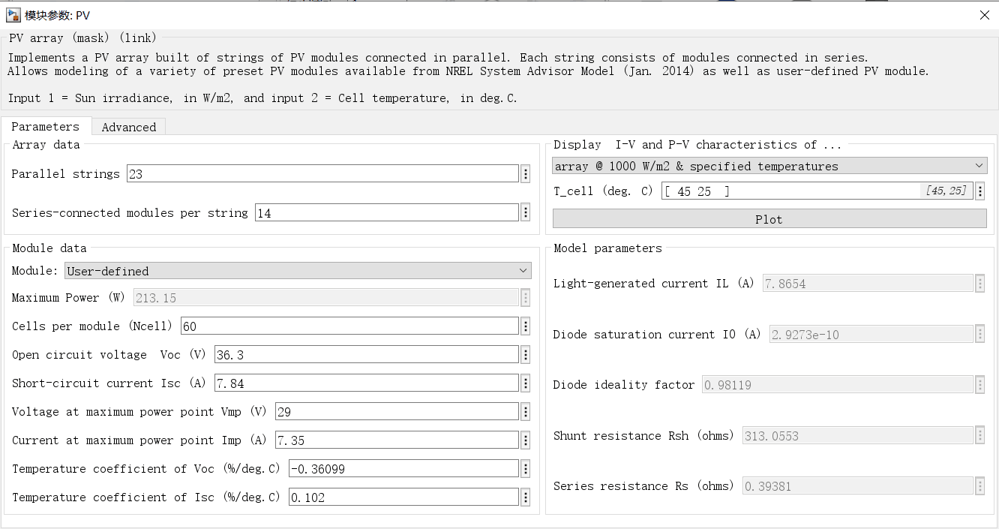 模块参数: PV
PV array (mask) (link)
Implements a PV array built of strings of PV modules connected in parallel. Each string consists of modules connected in series.
Allows modeling of a variety of preset PV modules available from NREL System Advisor Model (Jan. 2014) as well as user-defined PV module.
Input 1 = Sun irradiance, in W/m2, and input 2 = Cell temperature, in deg.C.
Parameters Advanced
Array data
Parallel strings 23
Series-connected modules per string 14
Display I-V and P-V characteristics of ...
array @ 1000 W/m2 & specified temperatures
T_cell (deg. C) [ 45 25 ] [45,25]
Plot
Module data
Module: User-defined
Maximum Power (W) 213.15
Cells per module (Ncell) 60
Open circuit voltage Voc (V) 36.3
Short-circuit current Isc (A) 7.84
Voltage at maximum power point Vmp (V) 29
Current at maximum power point Imp (A) 7.35
Temperature coefficient of Voc (%/deg.C) -0.36099
Temperature coefficient of Isc (%/deg.C) 0.102
Model parameters
Light-generated current IL (A) 7.8654
Diode saturation current I0 (A) 2.9273e-10
Diode ideality factor 0.98119
Shunt resistance Rsh (ohms) 313.0553
Series resistance Rs (ohms) 0.39381